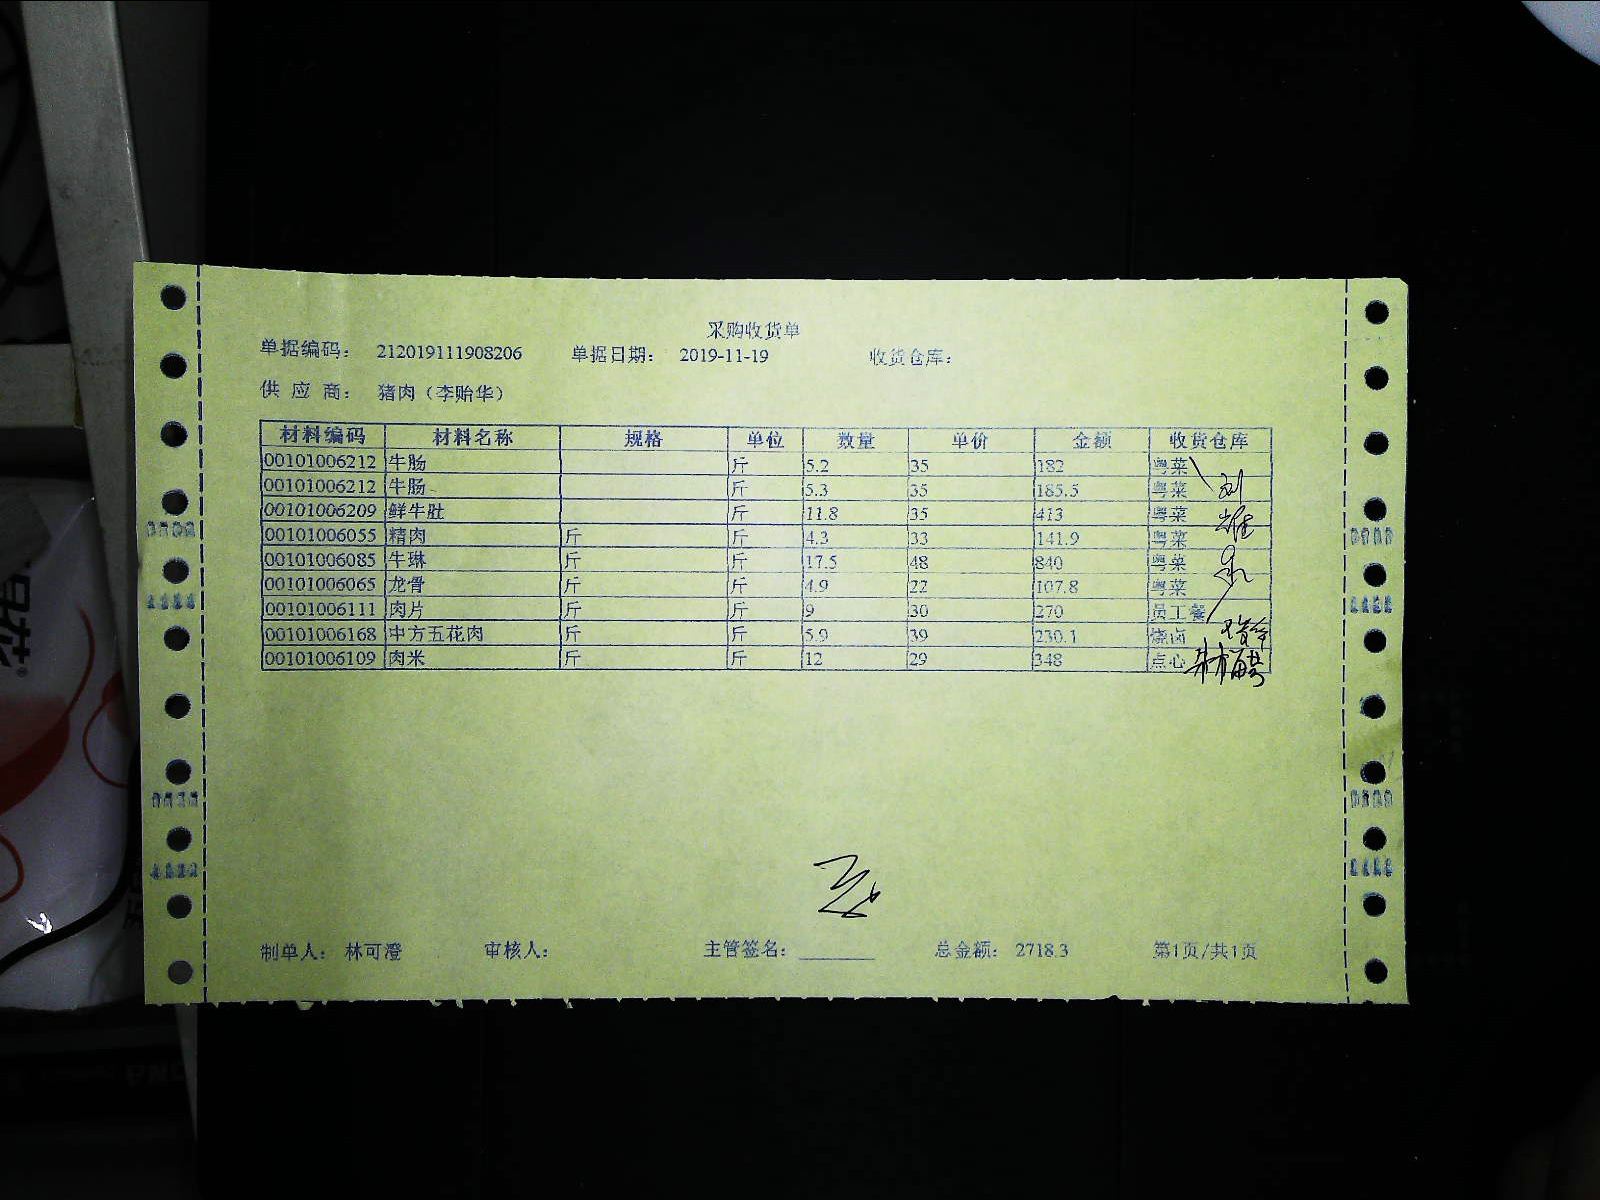 采购收货单
单据编码： 212019111908206 单据日期： 2019-11-19 收货仓库：
供 应 商： 猪肉（李贻华）
材料编码 材料名称 规格 单位 数量 单价 金额 收货仓库
00101006212 牛肠 斤 5.2 35 182 粤菜
00101006212 牛肠 斤 5.3 35 185.5 粤菜
00101006209 鲜牛肚 斤 11.8 35 413 粤菜
00101006055 精肉 斤 斤 4.3 33 141.9 粤菜
00101006085 牛琳 斤 斤 17.5 48 840 粤菜
00101006065 龙骨 斤 斤 4.9 22 107.8 粤菜
00101006111 肉片 斤 斤 9 30 270 员工餐
00101006168 中方五花肉 斤 斤 5.9 39 230.1 烧卤
00101006109 肉米 斤 斤 12 29 348 点心
制单人： 林可澄 审核人： 主管签名： 总金额： 2718.3 第1页/共1页